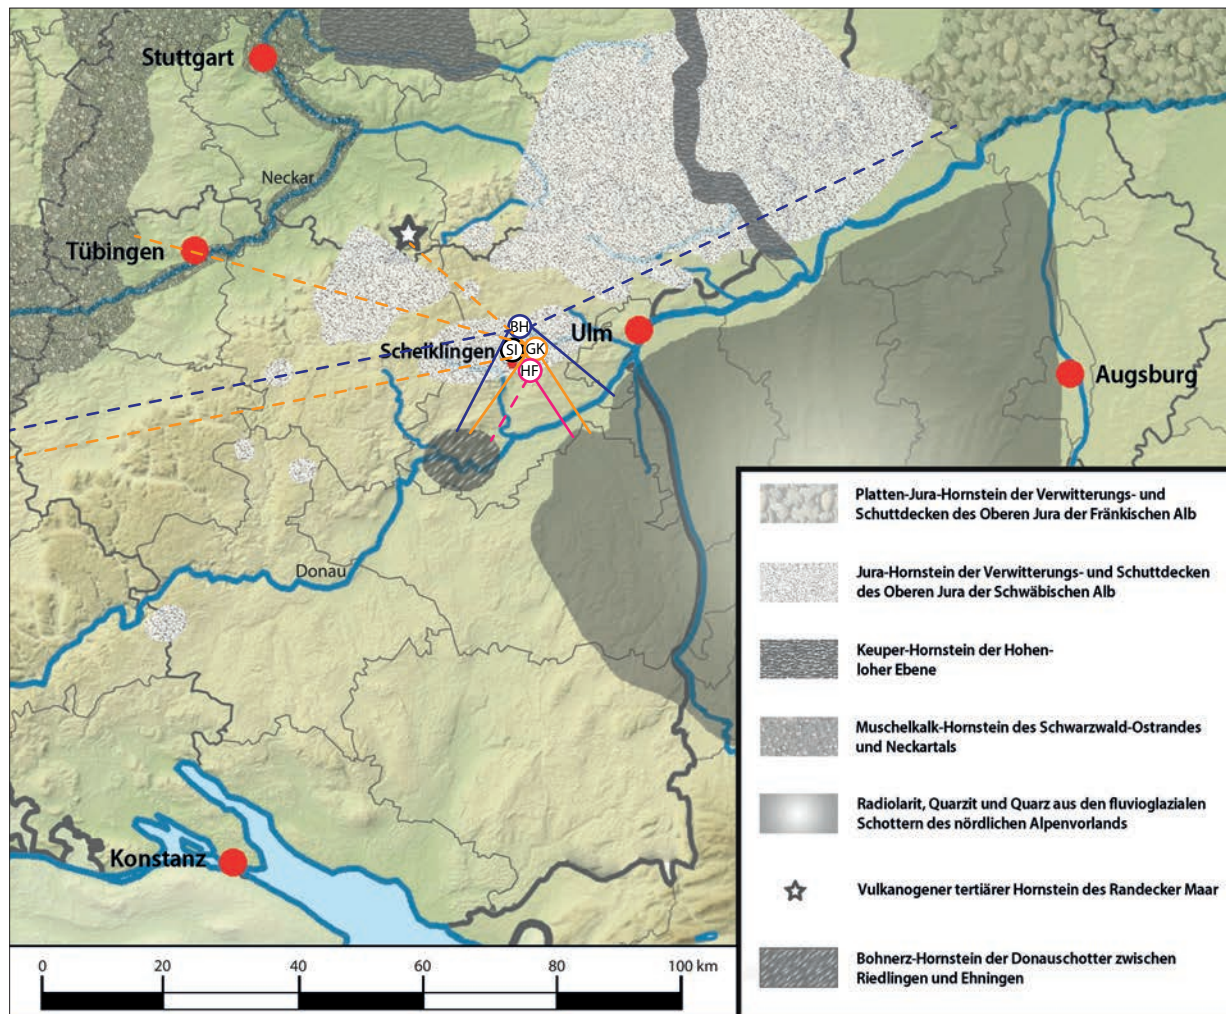 Stuttgart
Neckar
Tübingen
BH
Ulm
Schelklingen
SI
GK
HF
Augsburg
Donau
Konstanz
Platten-Jura-Hornstein der Verwitterungs- und
Schuttdecken des Oberen Jura der Fränkischen Alb
Jura-Hornstein der Verwitterungs- und Schuttdecken
des Oberen Jura der Schwäbischen Alb
Keuper-Hornstein der Hohen-
loher Ebene
Muschelkalk-Hornstein des Schwarzwald-Ostrandes
und Neckartals
Radiolarit, Quarzit und Quarz aus den fluvioglazialen
Schottern des nördlichen Alpenvorlands
Vulkanogener tertiärer Hornstein des Randecker Maar
Bohnerz-Hornstein der Donauschotter zwischen
Riedlingen und Ehningen
0 20 40 60 80 100 km